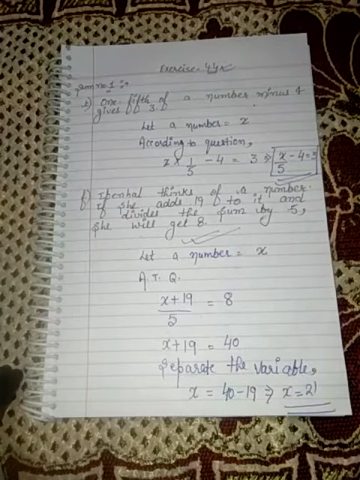 Exercise- 4.4
e) One fifth of a number minus 4
gives 3.
Let a number = x
According to question,
x × 1/5 - 4 = 3 ⇒ x/5 - 4 = 3
f) thinks of a number.
If she adds 19 to it and
divides the sum by 5,
she will get 8.
Let a number = x
A. T. Q.
x+19/5 = 8
x+19 = 40
Separate the variable,
x = 40-19 ⇒ x=21